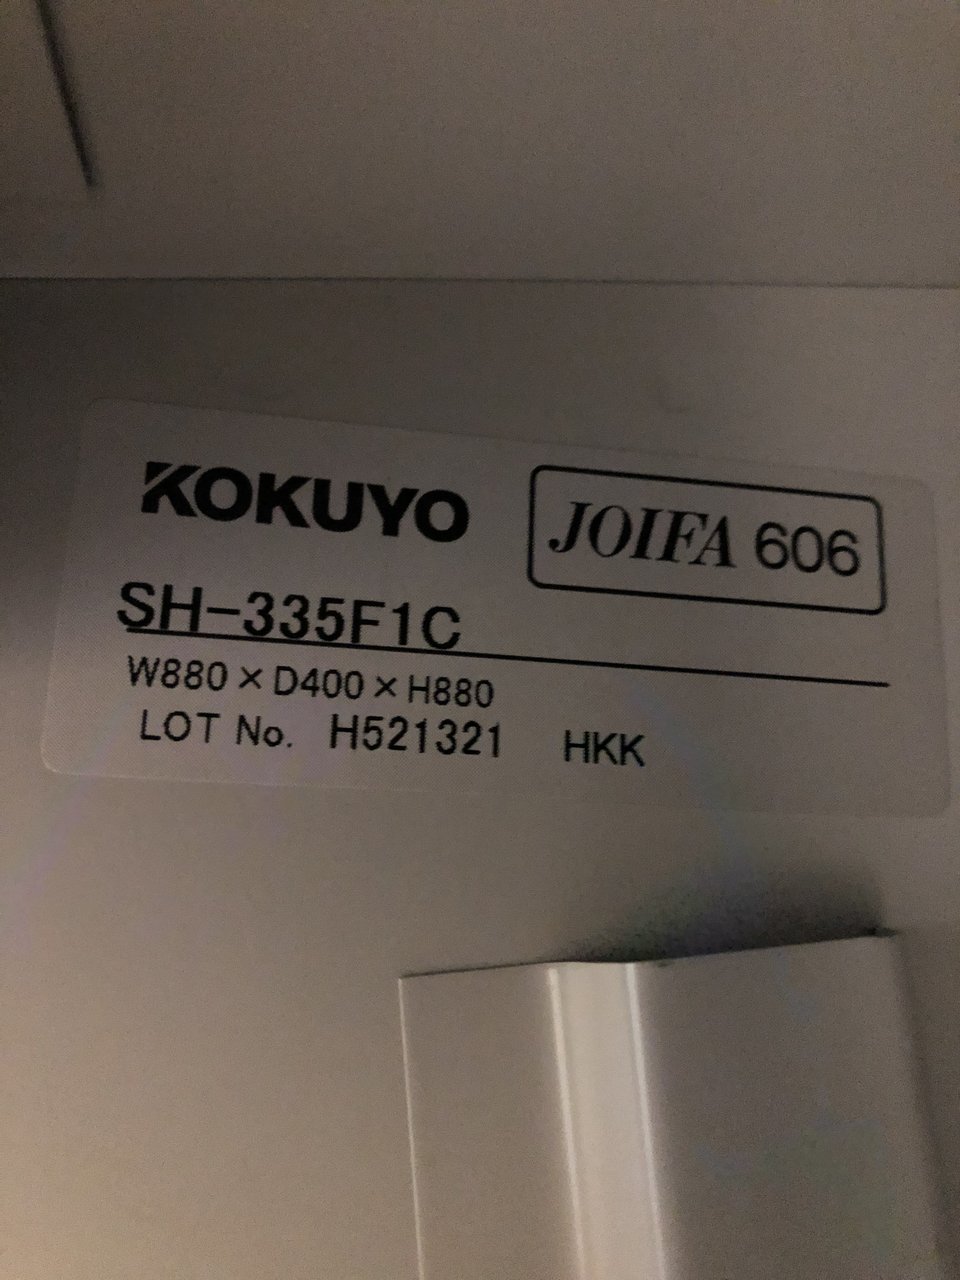 KOKUYO
JOIFA 606
SH-335F1C
W880×D400×H880
LOT No. H521321 HKK